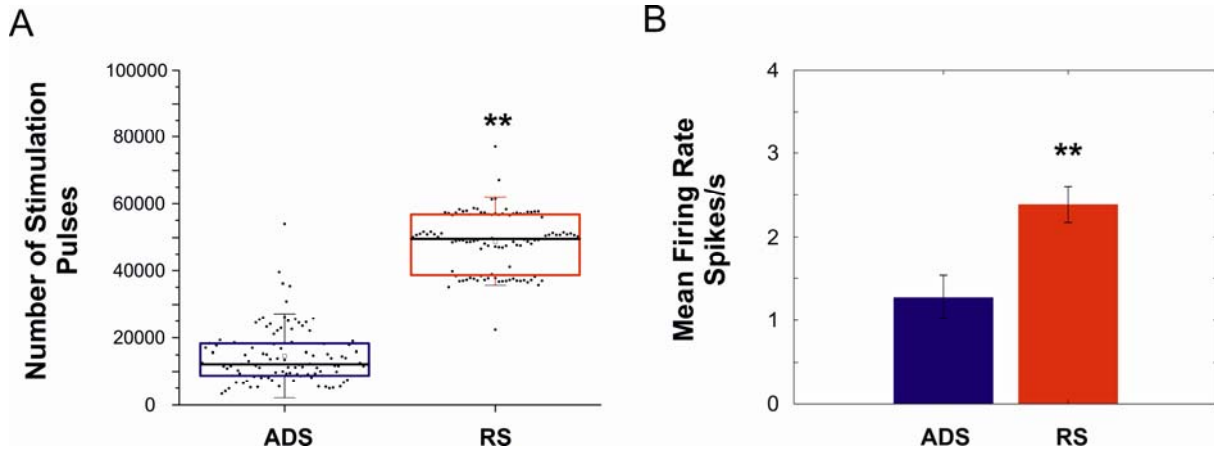 A
Number of Stimulation
Pulses
100000
80000
60000
40000
20000
0
**
ADS
RS
B
Mean Firing Rate
Spikes/s
4
3
2
1
0
**
ADS
RS